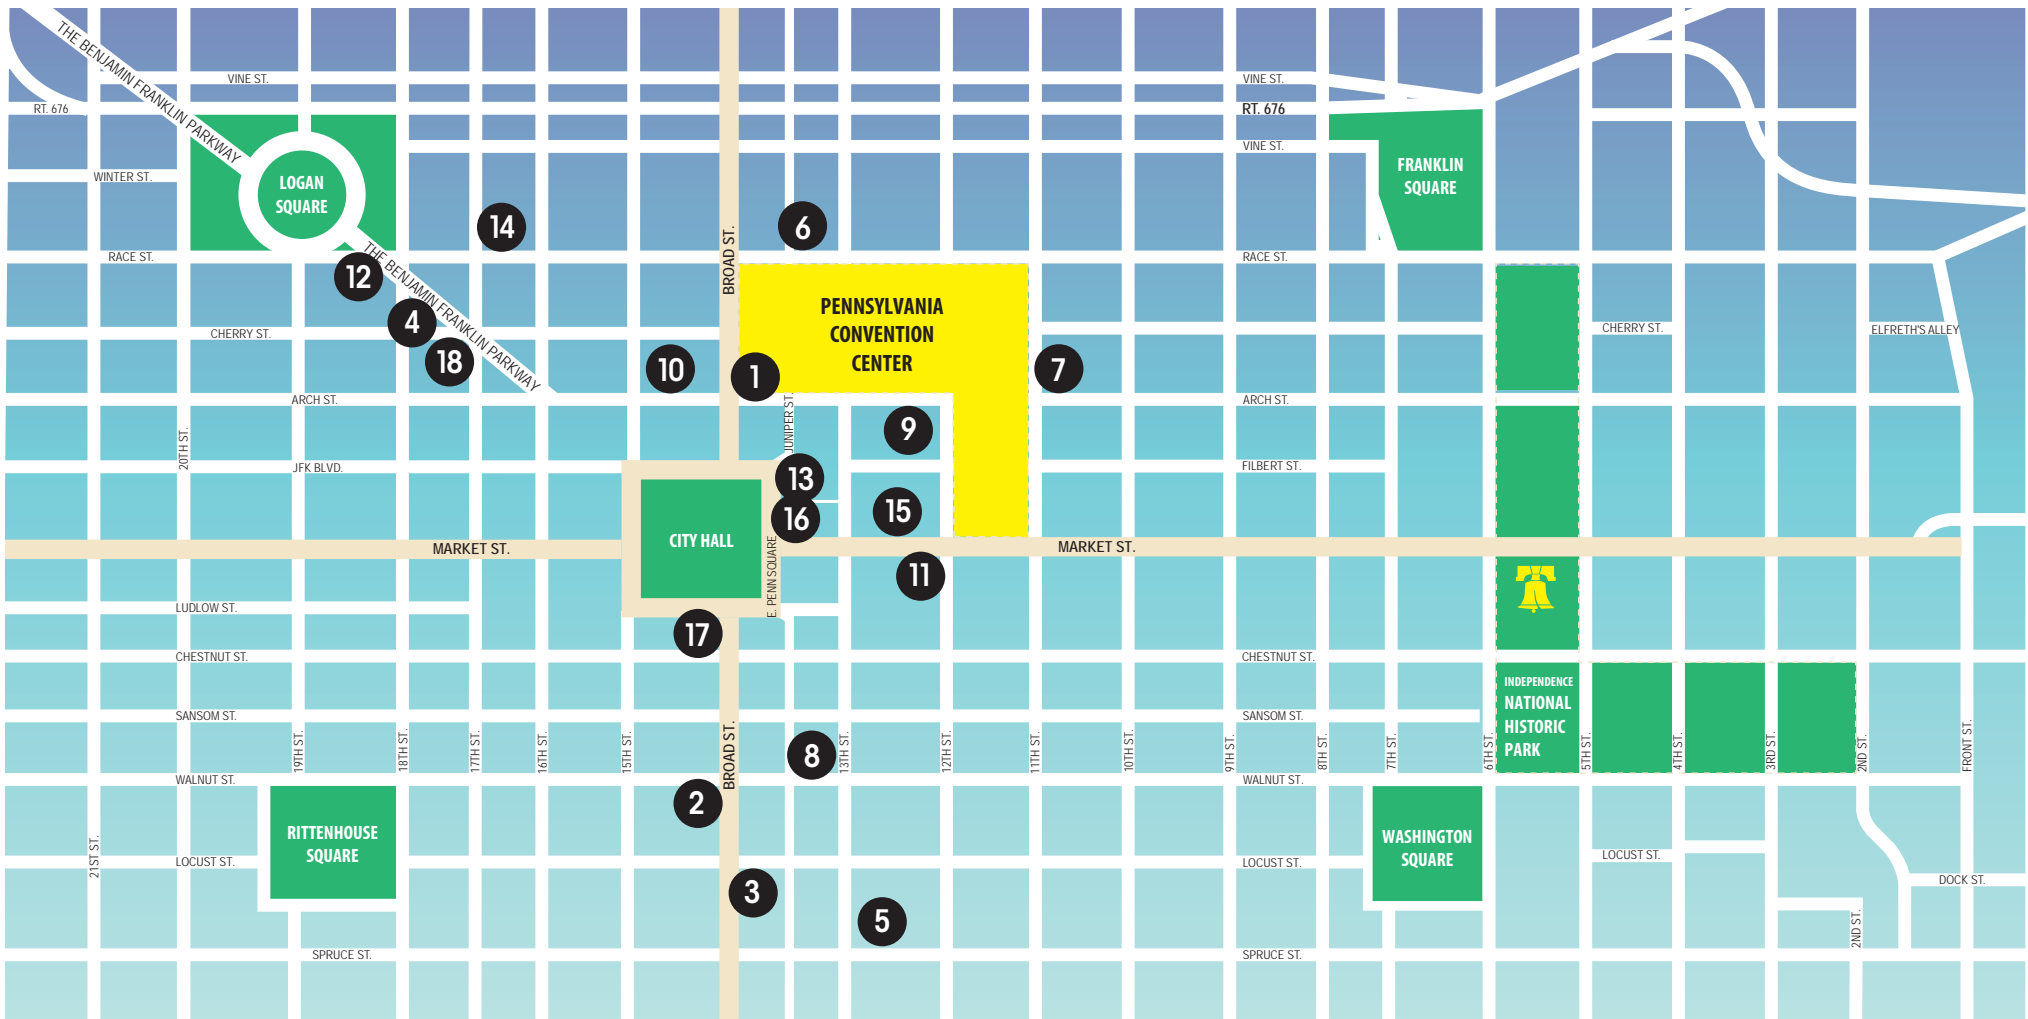 THE BENJAMIN FRANKLIN PARKWAY
VINE ST.
VINE ST.
RT. 676
RT. 676
VINE ST.
WINTER ST.
LOGAN
SQUARE
FRANKLIN
SQUARE
14
6
BROAD ST.
RACE ST.
RACE ST.
12
THE BENJAMIN FRANKLIN PARKWAY
4
18
PENNSYLVANIA
CONVENTION
CENTER
CHERRY ST.
CHERRY ST.
ELFRETH'S ALLEY
10
1
7
ARCH ST.
ARCH ST.
JUNIPER ST.
9
20TH ST.
JFK BLVD.
FILBERT ST.
13
16
15
CITY HALL
MARKET ST.
MARKET ST.
E. PENN SQUARE
11
LUDLOW ST.
17
CHESTNUT ST.
CHESTNUT ST.
INDEPENDENCE
NATIONAL
HISTORIC
PARK
SANSOM ST.
SANSOM ST.
19TH ST.
18TH ST.
17TH ST.
16TH ST.
15TH ST.
BROAD ST.
8
13TH ST.
12TH ST.
11TH ST.
10TH ST.
9TH ST.
8TH ST.
7TH ST.
6TH ST.
5TH ST.
4TH ST.
3RD ST.
2ND ST.
FRONT ST.
WALNUT ST.
WALNUT ST.
2
RITTENHOUSE
SQUARE
WASHINGTON
SQUARE
21ST ST.
LOCUST ST.
LOCUST ST.
LOCUST ST.
DOCK ST.
3
5
2ND ST.
SPRUCE ST.
SPRUCE ST.